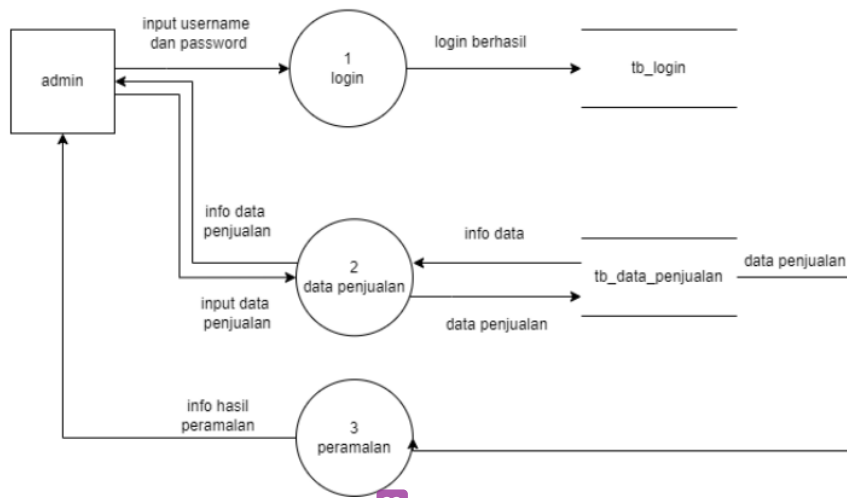 input username
dan password
admin
1
login
login berhasil
tb_login
info data
penjualan
input data
penjualan
2
data penjualan
info data
data penjualan
tb_data_penjualan
data penjualan
info hasil
peramalan
3
peramalan